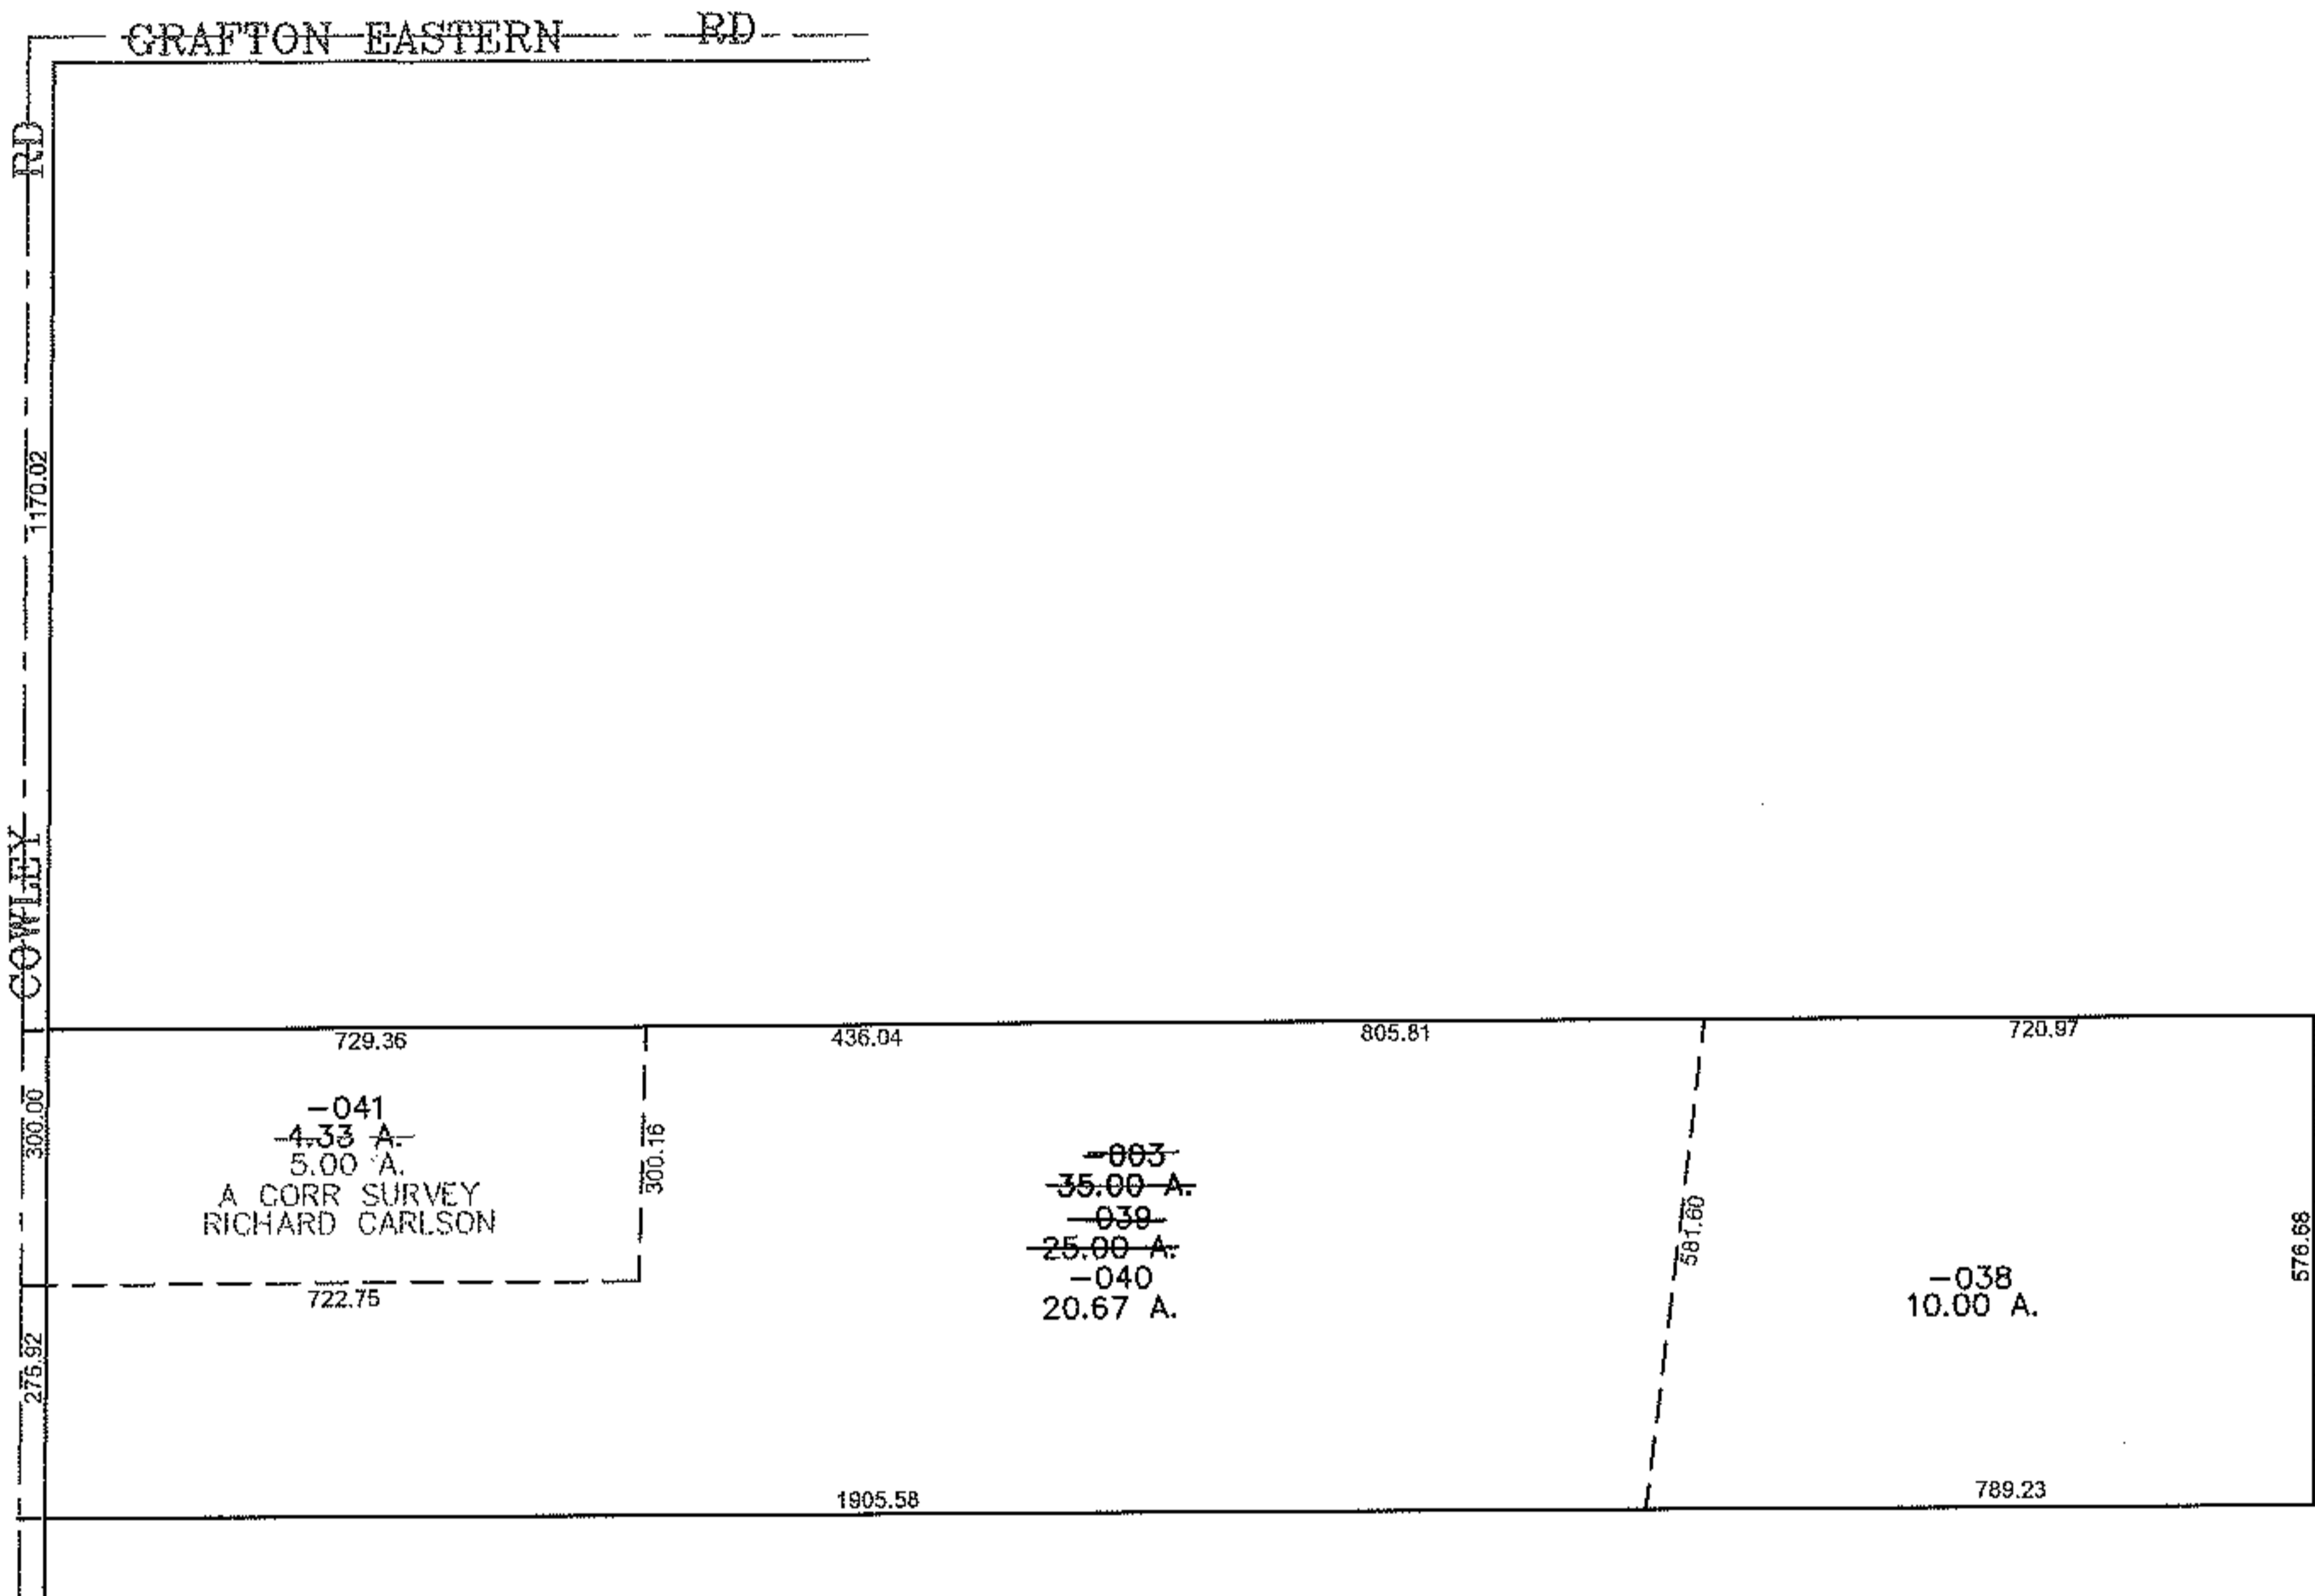 GRAFTON EASTERN RD
COWLEY RD
1170.02
729.36
436.04
805.81
720.97
300.00
-041
4.33 A.
5.00 A.
A CORR SURVEY
RICHARD CARLSON
300.16
722.75
276.92
-003
35.00 A.
-039
25.00 A.
-040
20.67 A.
581.60
-038
10.00 A.
576.68
1905.58
789.23